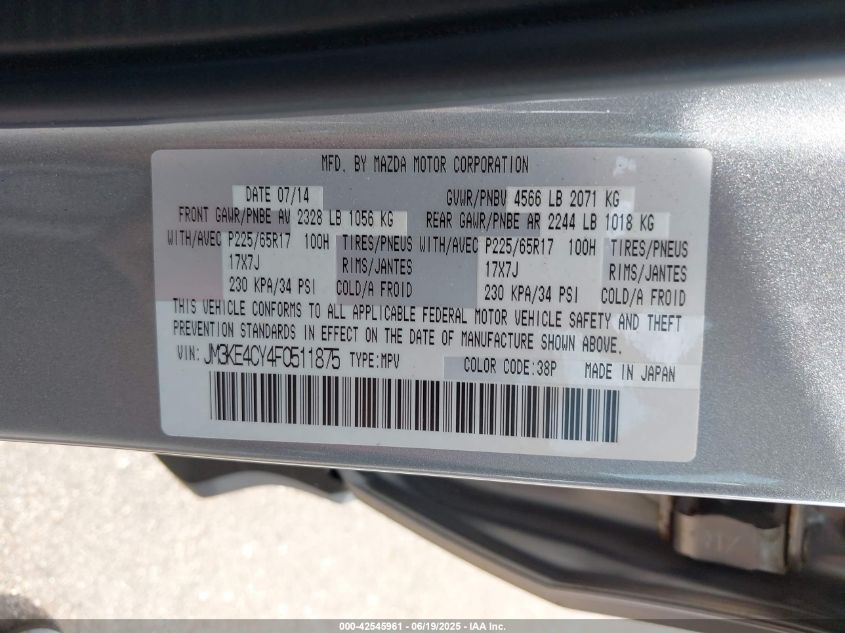 MFD. BY MAZDA MOTOR CORPORATION
DATE 07/14 GVWR/PNBV 4566 LB 2071 KG
FRONT GAWR/PNBE AV 2328 LB 1056 KG REAR GAWR/PNBE AR 2244 LB 1018 KG
WITH/AVEC P225/65R17 100H TIRES/PNEUS WITH/AVEC P225/65R17 100H TIRES/PNEUS
17X7J RIMS/JANTES 17X7J RIMS/JANTES
230 KPA/34 PSI COLD/A FROID 230 KPA/34 PSI COLD/A FROID
THIS VEHICLE CONFORMS TO ALL APPLICABLE FEDERAL MOTOR VEHICLE SAFETY AND THEFT
PREVENTION STANDARDS IN EFFECT ON THE DATE OF MANUFACTURE SHOWN ABOVE.
VIN: JM3KE4CY4F0511875 TYPE:MPV COLOR CODE:38P MADE IN JAPAN
000-42545961 - 06/19/2025 - IAA Inc.